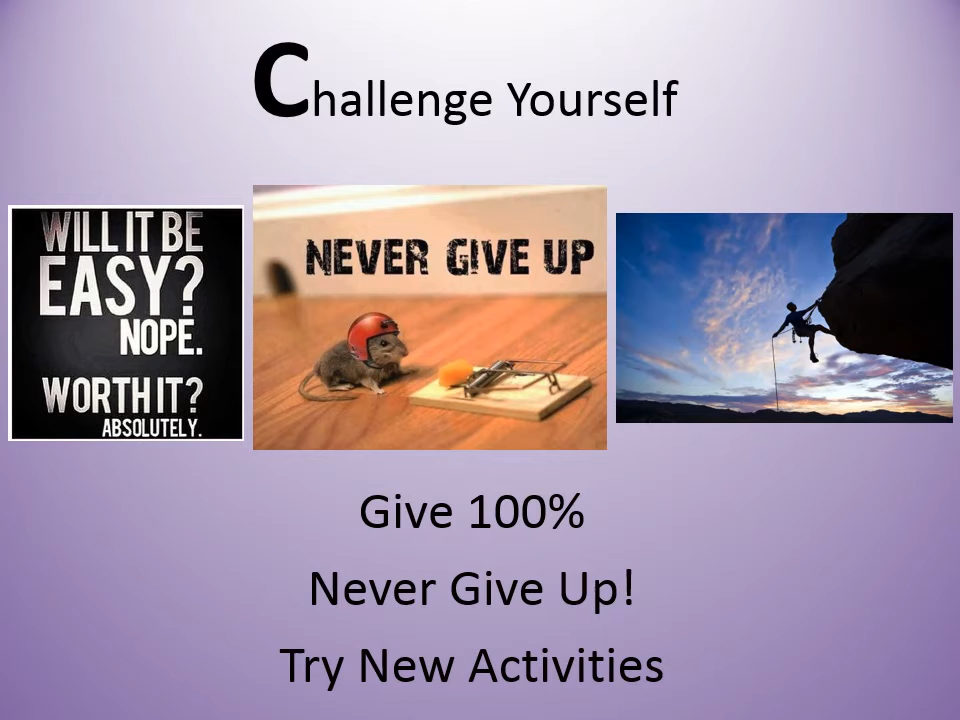 Challenge Yourself
WILL IT BE
EASY?
NOPE.
WORTH IT?
ABSOLUTELY.
NEVER GIVE UP
Give 100%
Never Give Up!
Try New Activities